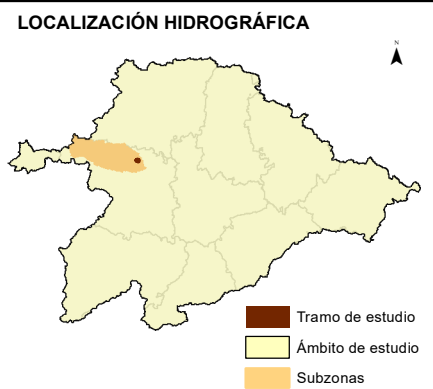 LOCALIZACIÓN HIDROGRÁFICA
N
Tramo de estudio
Ámbito de estudio
Subzonas